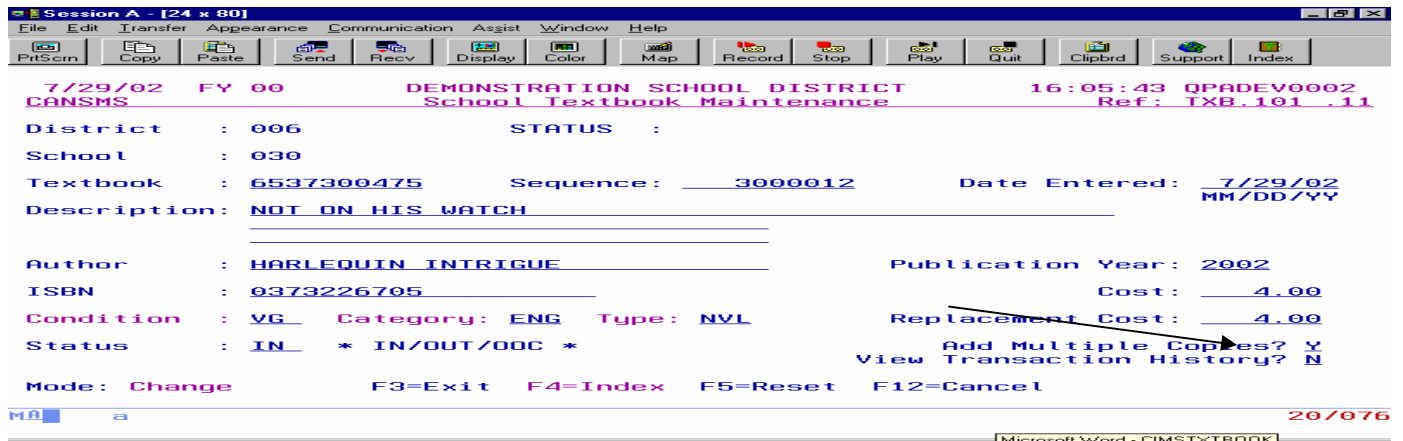 Session A - [24 x 80]
File Edit Transfer Appearance Communication Assist Window Help
PrtScrn Copy Paste Send Recv Display Color Map Record Stop Play Quit Clipbrd Support Index
7/29/02 FY 00 DEMONSTRATION SCHOOL DISTRICT 16:05:43 QPADEV0002
CANSMS School Textbook Maintenance Ref: TXB.101 .11
District : 006 STATUS :
School : 030
Textbook : 6537300475 Sequence: 3000012 Date Entered: 7/29/02
MM/DD/YY
Description: NOT ON HIS WATCH
Author : HARLEQUIN INTRIGUE Publication Year: 2002
ISBN : 0373226705 Cost: 4.00
Condition : VG Category: ENG Type: NVL Replacement Cost: 4.00
Status : IN * IN/OUT/OOC * Add Multiple Copies? Y
View Transaction History? N
Mode: Change F3=Exit F4=Index F5=Reset F12=Cancel
MA a 20/076
Microsoft Word - CIMSTXTBOOK